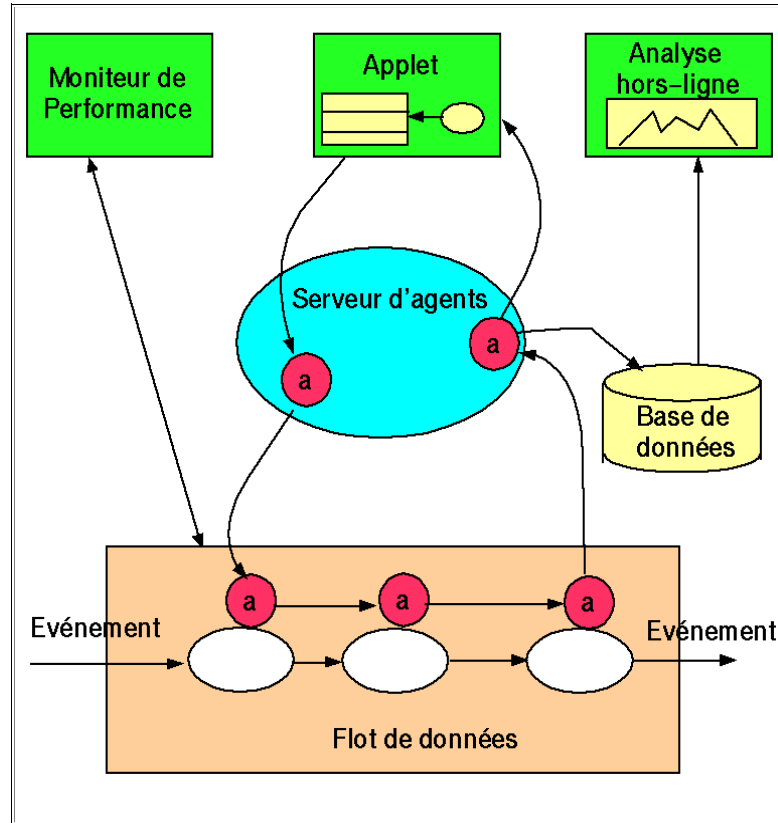 Moniteur de
Performance
Applet
Analyse
hors-ligne
Serveur d'agents
a
a
Base de
données
a
a
a
Evénement
Evénement
Flot de données